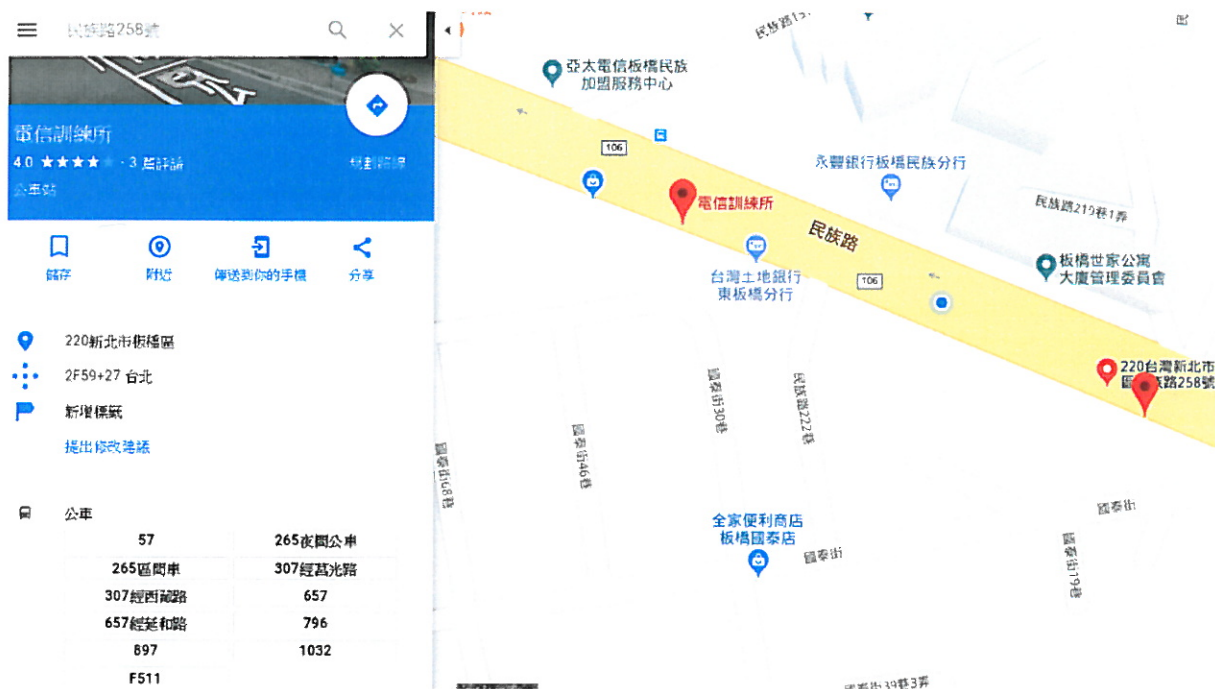 民族路258號
電信訓練所
4.0 ★★★★ · 3 篇評論
規劃路線
公車站
儲存
附近
傳送到你的手機
分享
220新北市板橋區
2F59+27 台北
新增標籤
提出修改建議
公車
57
265夜間公車
265區間車
307經莒光路
307經西藏路
657
657經延和路
796
897
1032
F511
亞太電信板橋民族
加盟服務中心
106
永豐銀行板橋民族分行
電信訓練所
民族路
民族路219巷1弄
台灣土地銀行
東板橋分行
106
板橋世家公寓
大廈管理委員會
220台灣新北市
區 族路258號
國泰街30巷
民族路222巷
國泰街46巷
國泰街68巷
全家便利商店
板橋國泰店
國泰街
國泰街
國泰街19巷
國泰街39巷3弄
民